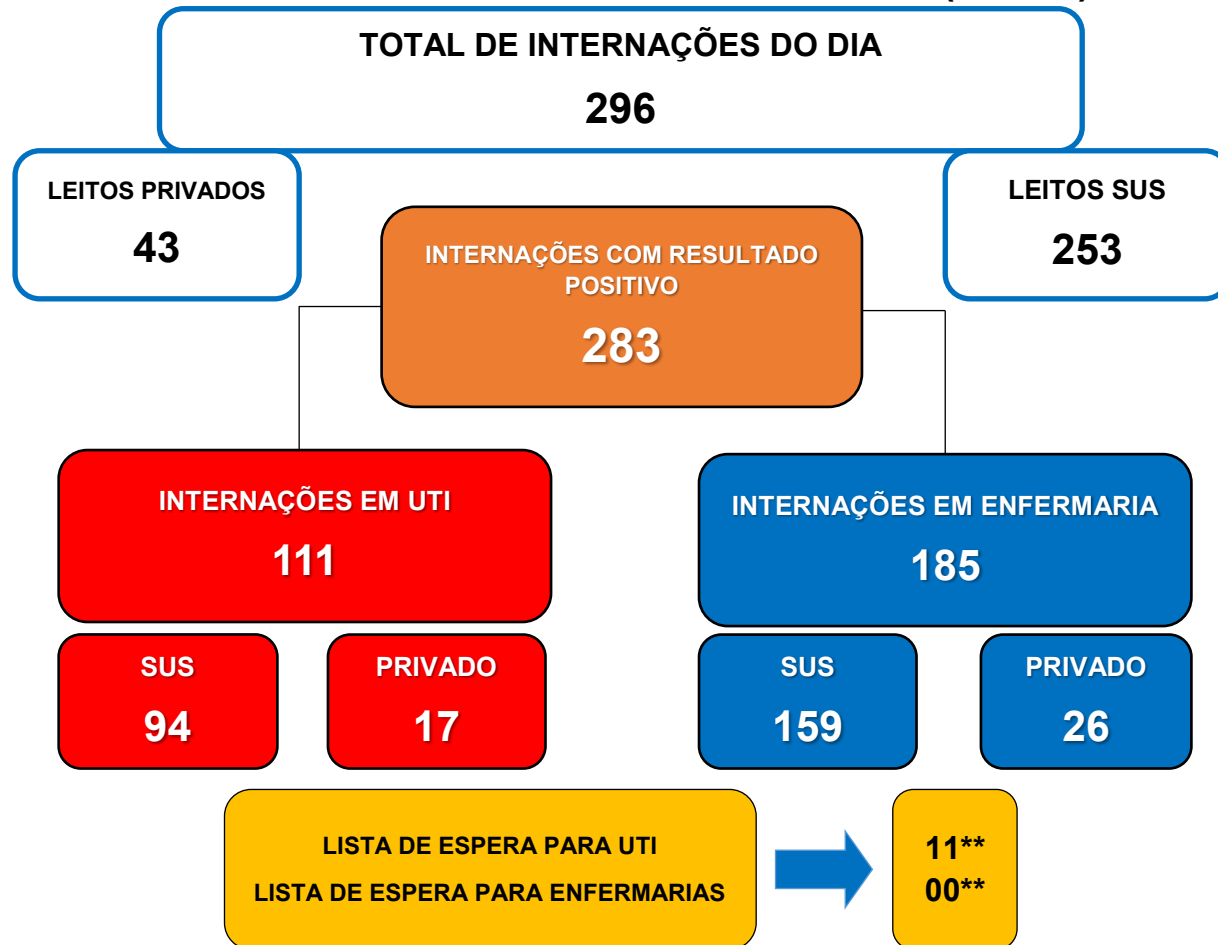 TOTAL DE INTERNAÇÕES DO DIA
296
LEITOS PRIVADOS
43
LEITOS SUS
253
INTERNAÇÕES COM RESULTADO
POSITIVO
283
INTERNAÇÕES EM UTI
111
INTERNAÇÕES EM ENFERMARIA
185
SUS
94
PRIVADO
17
SUS
159
PRIVADO
26
LISTA DE ESPERA PARA UTI
LISTA DE ESPERA PARA ENFERMARIAS
11**
00**